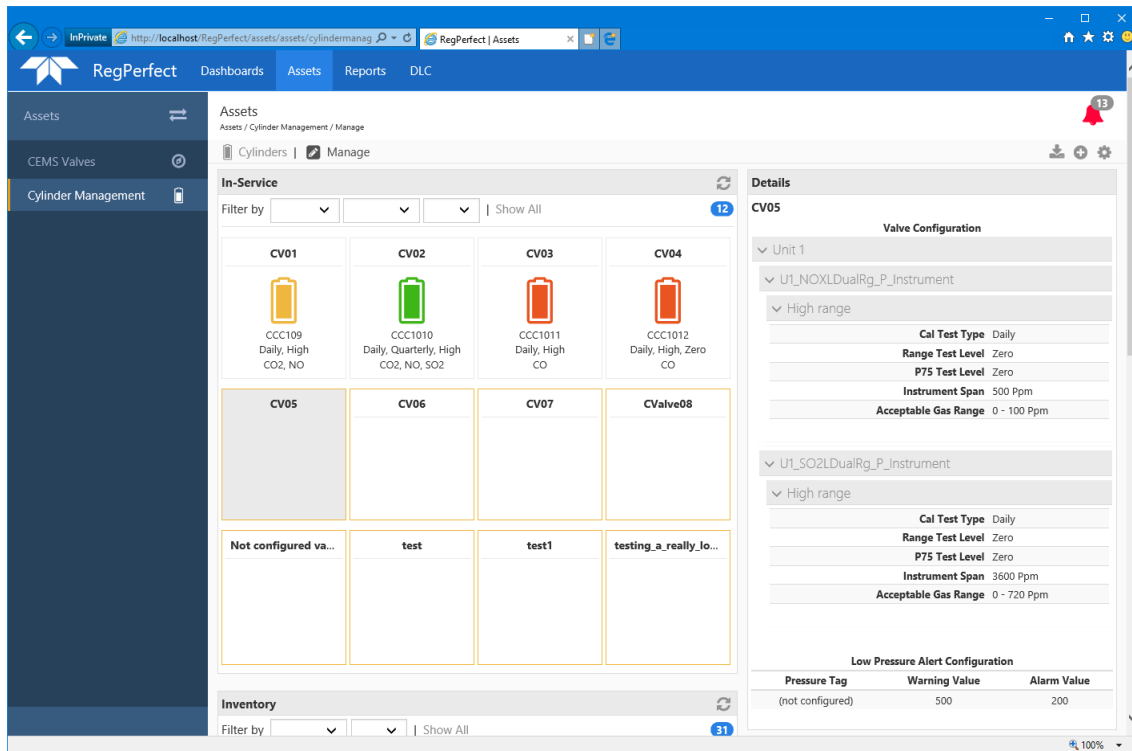 InPrivate http://localhost/RegPerfect/assets/assets/cylindermanag RegPerfect | Assets
RegPerfect Dashboards Assets Reports DLC
Assets
CEMS Valves
Cylinder Management
Assets
Assets / Cylinder Management / Manage
13
Cylinders | Manage
In-Service
Filter by | Show All 12
CV01 CV02 CV03 CV04
CCC109 CCC1010 CCC1011 CCC1012
Daily, High Daily, Quarterly, High Daily, High Daily, High, Zero
CO2, NO CO2, NO, SO2 CO CO
CV05 CV06 CV07 CValve08
Not configured va... test test1 testing_a_really_lo...
Inventory
Filter by | Show All 31
Details
CV05
Valve Configuration
Unit 1
U1_NOXLDualRg_P_Instrument
High range
Cal Test Type Daily
Range Test Level Zero
P75 Test Level Zero
Instrument Span 500 Ppm
Acceptable Gas Range 0 - 100 Ppm
U1_SO2LDualRg_P_Instrument
High range
Cal Test Type Daily
Range Test Level Zero
P75 Test Level Zero
Instrument Span 3600 Ppm
Acceptable Gas Range 0 - 720 Ppm
Low Pressure Alert Configuration
Pressure Tag Warning Value Alarm Value
(not configured) 500 200
100%